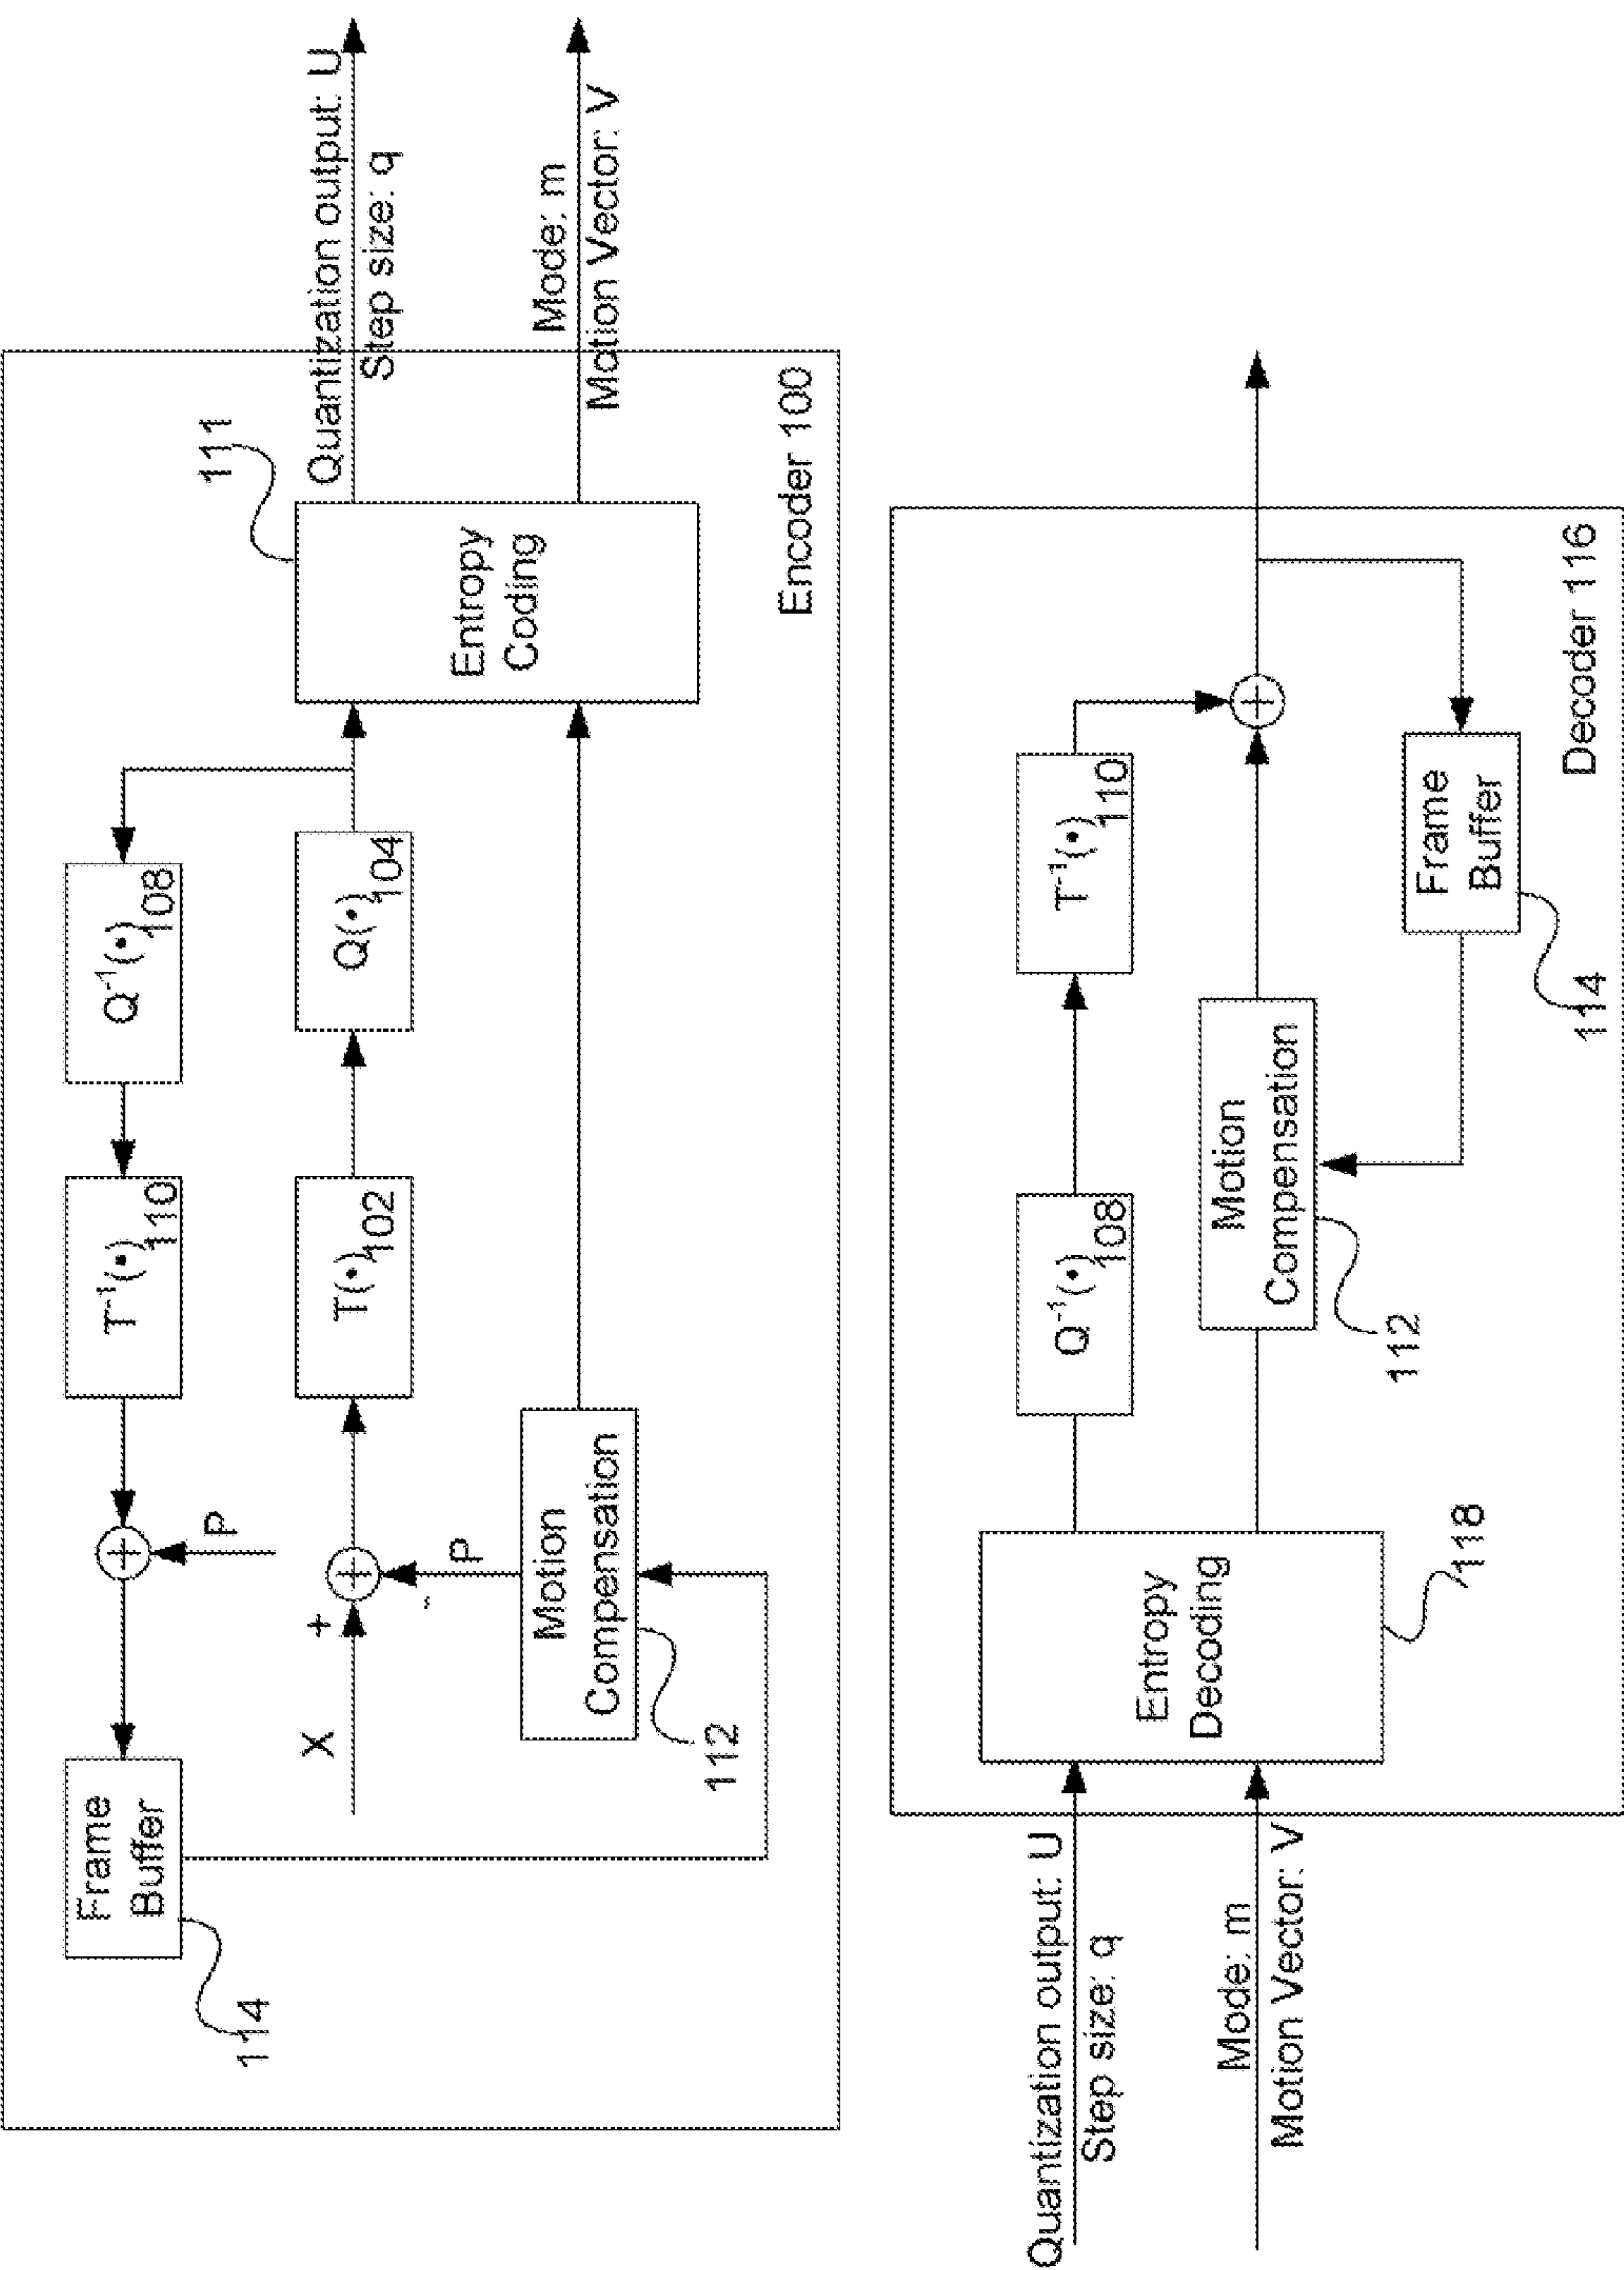 Frame
Buffer
114
T⁻¹(•)
110
Q⁻¹(•)
108
P
X
+
T(•)
102
Q(•)
104
-
P
Motion
Compensation
112
111
Entropy
Coding
Quantization output: U
Step size: q
Mode: m
Motion Vector: V
Encoder 100
Quantization output: U
Step size: q
Mode: m
Motion Vector: V
Entropy
Decoding
118
Q⁻¹(•)
108
T⁻¹(•)
110
Motion
Compensation
112
Frame
Buffer
114
Decoder 116